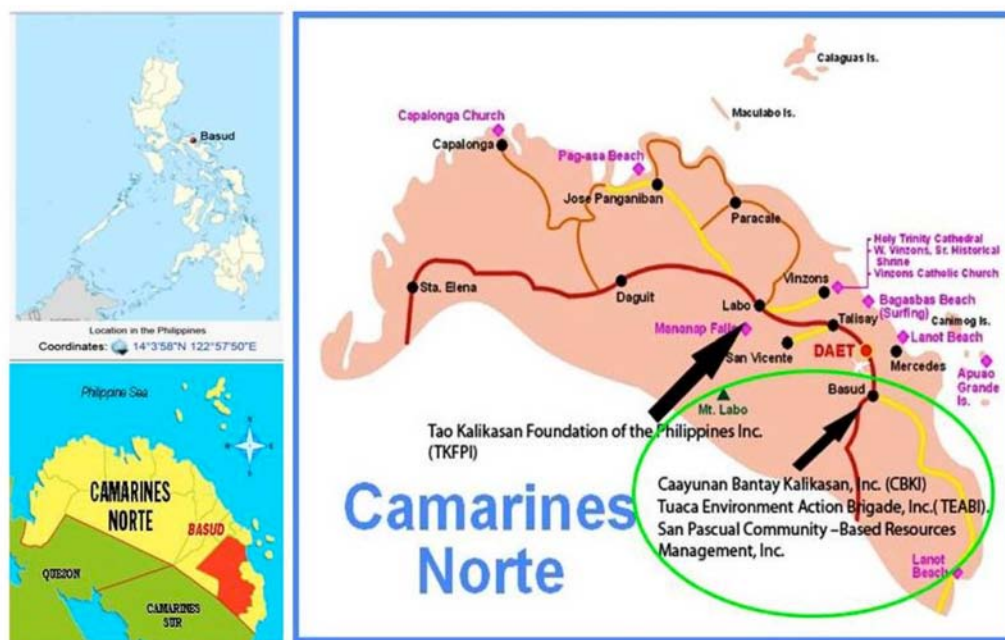 Basud
Location in the Philippines
Coordinates: 14°3'58"N 122°57'50"E
Philippine Sea
CAMARINES
NORTE
BASUD
QUEZON
CAMARINES
SUR
Calaguas Is.
Maculabo Is.
Capalonga Church
Capalonga
Pag-asa Beach
Jose Panganiban
Paracale
Holy Trinity Cathedral
W. Vinzons, Sr. Historical
Shrine
Vinzons Catholic Church
Vinzons
Sta. Elena
Daguit
Labo
Talisay
Bagasbas Beach
(Surfing)
Canimog Is.
Mananap Falls
San Vicente
DAET
Lanot Beach
Mercedes
Apuao
Grande
Is.
Basud
Mt. Labo
Tao Kalikasan Foundation of the Philippines Inc.
(TKFPI)
Caayunan Bantay Kalikasan, Inc. (CBKI)
Tuaca Environment Action Brigade, Inc.( TEABI).
San Pascual Community –Based Resources
Management, Inc.
Camarines
Norte
Lanot
Beach